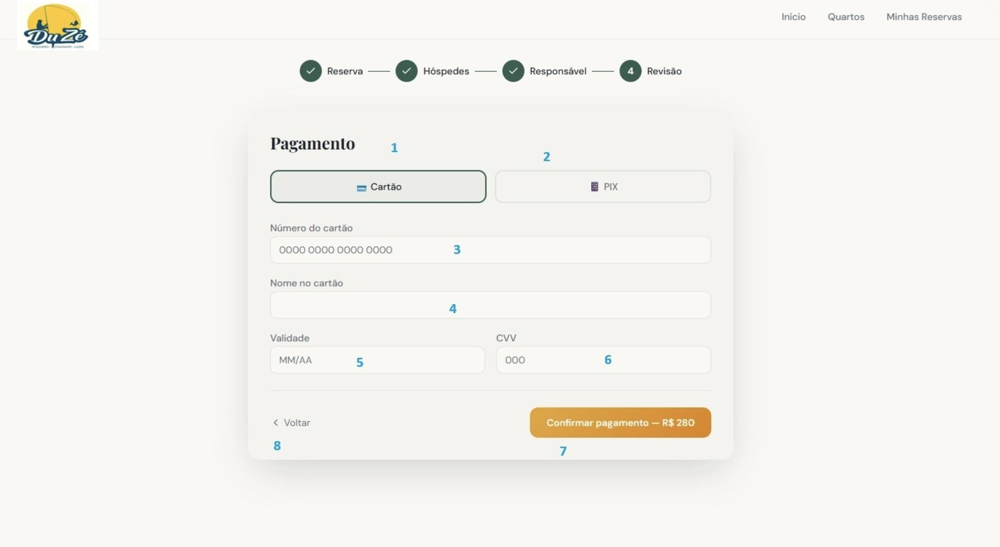 DuZé
PESQUEIRO - RESTAURANTE - LAZER
Início Quartos Minhas Reservas
Reserva Hóspedes Responsável 4 Revisão
Pagamento 1
2
Cartão PIX
Número do cartão
0000 0000 0000 0000 3
Nome no cartão
4
Validade CVV
MM/AA 5 000 6
Voltar Confirmar pagamento — R$ 280
8 7